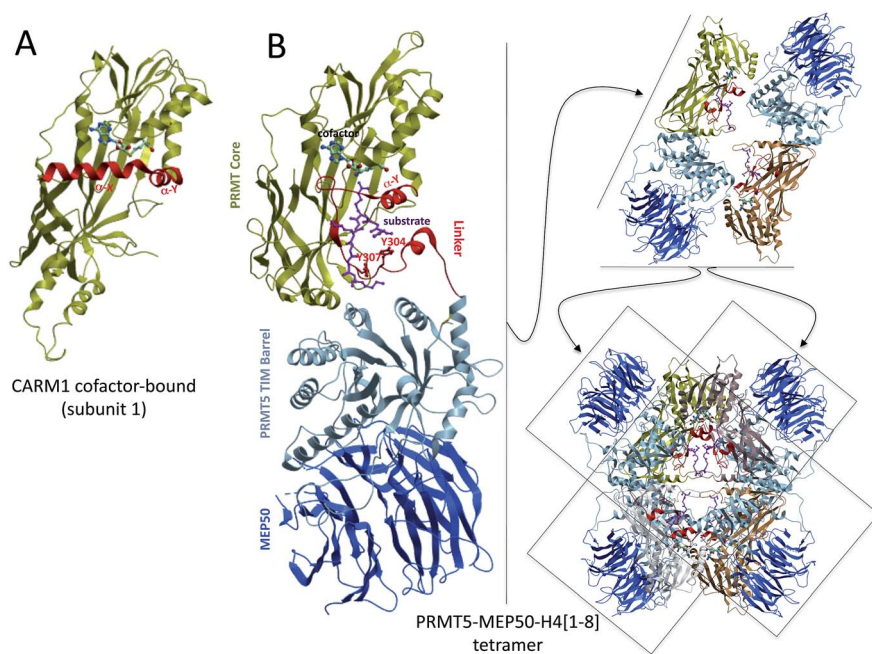 A
B
α-X
α-Y
CARM1 cofactor-bound
(subunit 1)
PRMT Core
cofactor
α-Y
substrate
Linker
Y304
Y307
PRMT5 TIM Barrel
MEP50
PRMT5-MEP50-H4[1-8]
tetramer